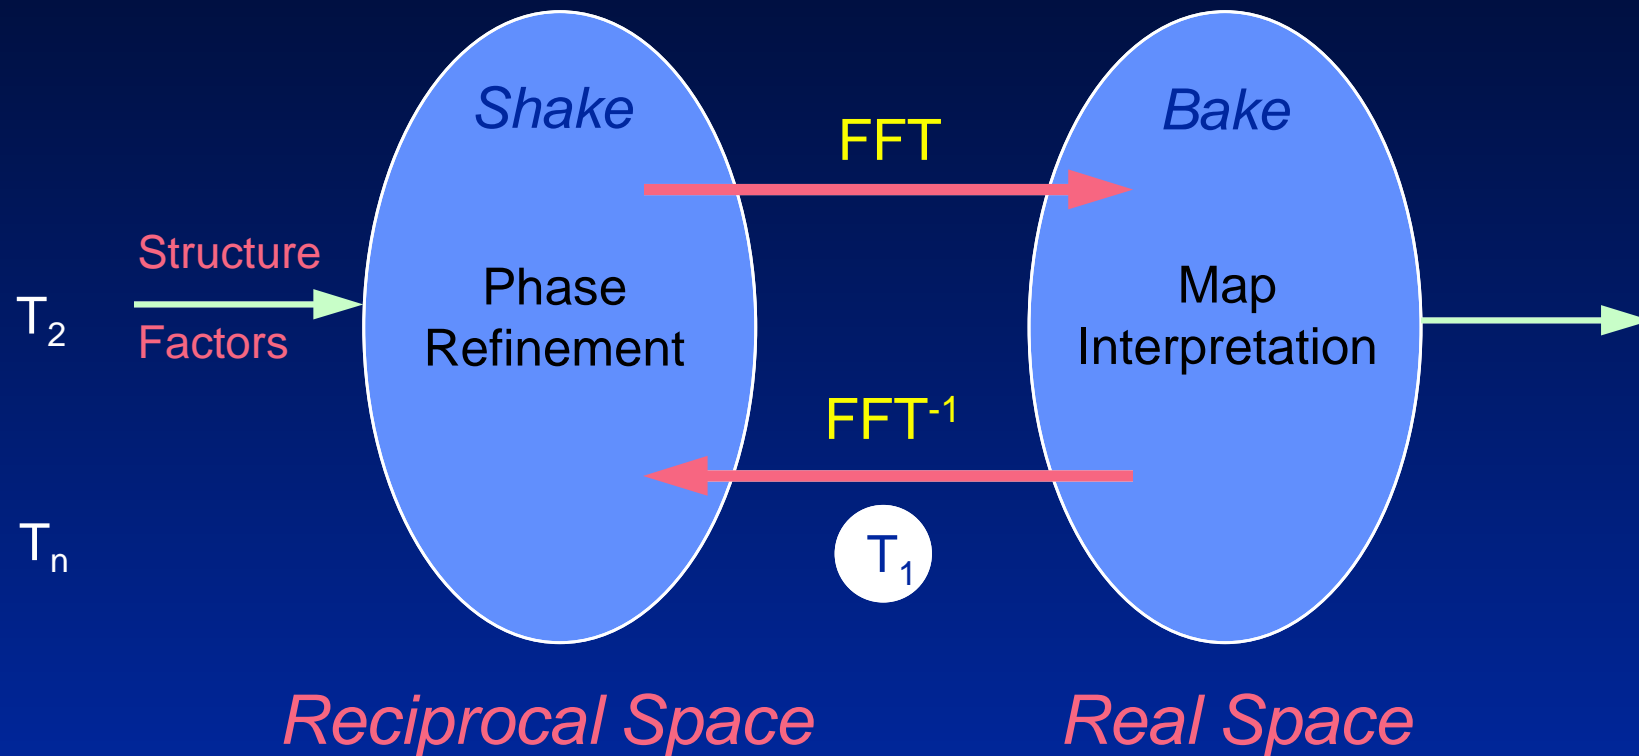 Shake
Bake
FFT
Structure
Factors
T₂
Phase
Refinement
Map
Interpretation
FFT⁻¹
Tₙ
T₁
Reciprocal Space
Real Space